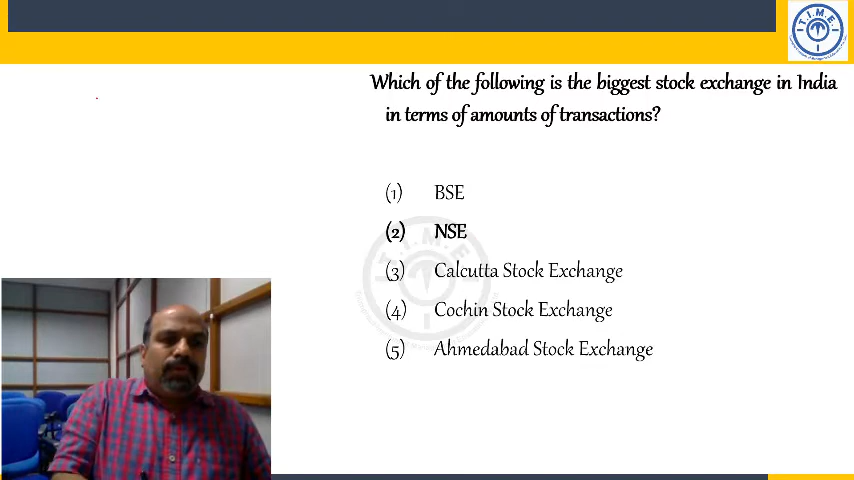 T.I.M.E.
Which of the following is the biggest stock exchange in India
in terms of amounts of transactions?
(1) BSE
(2) NSE
(3) Calcutta Stock Exchange
(4) Cochin Stock Exchange
(5) Ahmedabad Stock Exchange